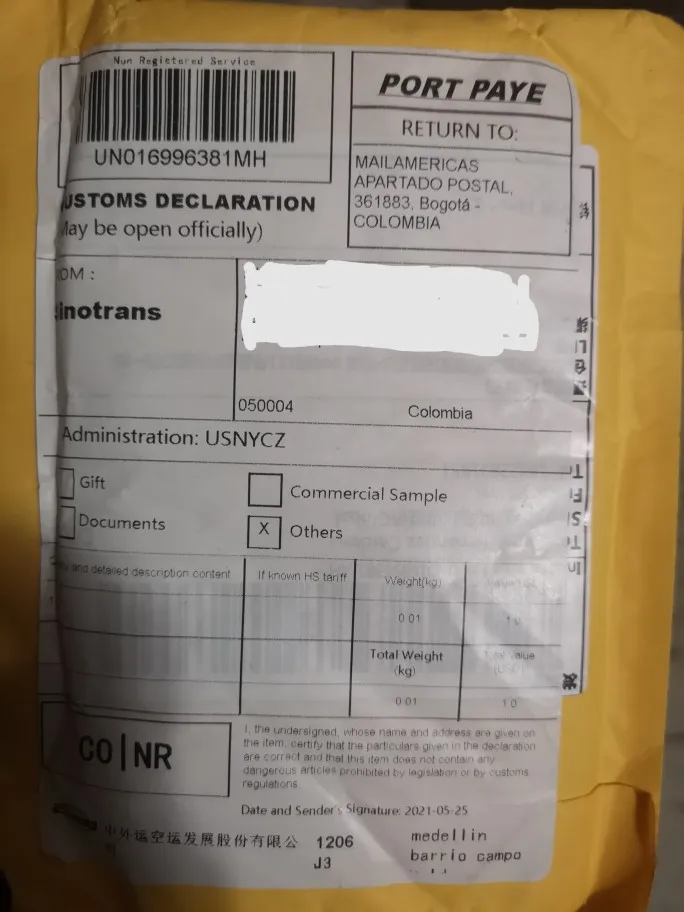 Non Registered Service
UN016996381MH
PORT PAYE
RETURN TO:
MAILAMERICAS
APARTADO POSTAL,
361883, Bogotá -
COLOMBIA
USTOMS DECLARATION
May be open officially)
OM :
inotrans
050004 Colombia
Administration: USNYCZ
Gift
Commercial Sample
Documents
X Others
and detailed description content
If known HS tariff
Weight(kg)
0 01
1 0
Total Weight
(kg)
Total Value
(USD)
0 01
1 0
CO|NR
I, the undersigned, whose name and address are given on
the item, certify that the particulars given in the declaration
are correct and that this item does not contain any
dangerous articles prohibited by legislation or by customs
regulations
Date and Sender's Signature: 2021-05-25
中外运空运发展股份有限公
司
1206
J3
medellin
barrio campo